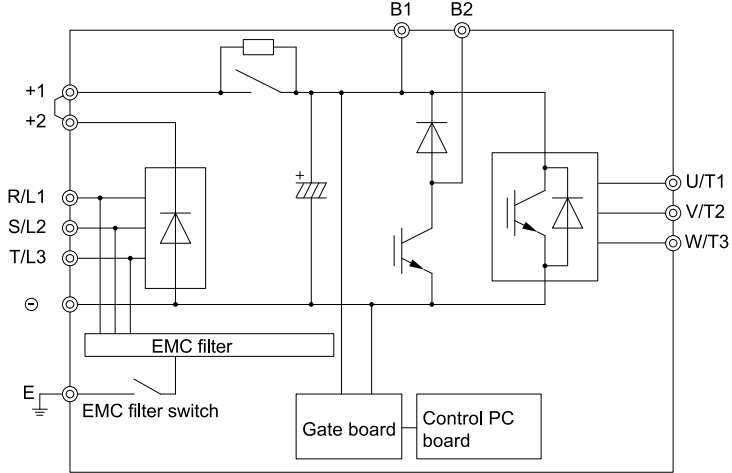 B1
B2
+1
+2
R/L1
S/L2
T/L3
⊖
+
U/T1
V/T2
W/T3
EMC filter
E
EMC filter switch
Gate board
Control PC
board